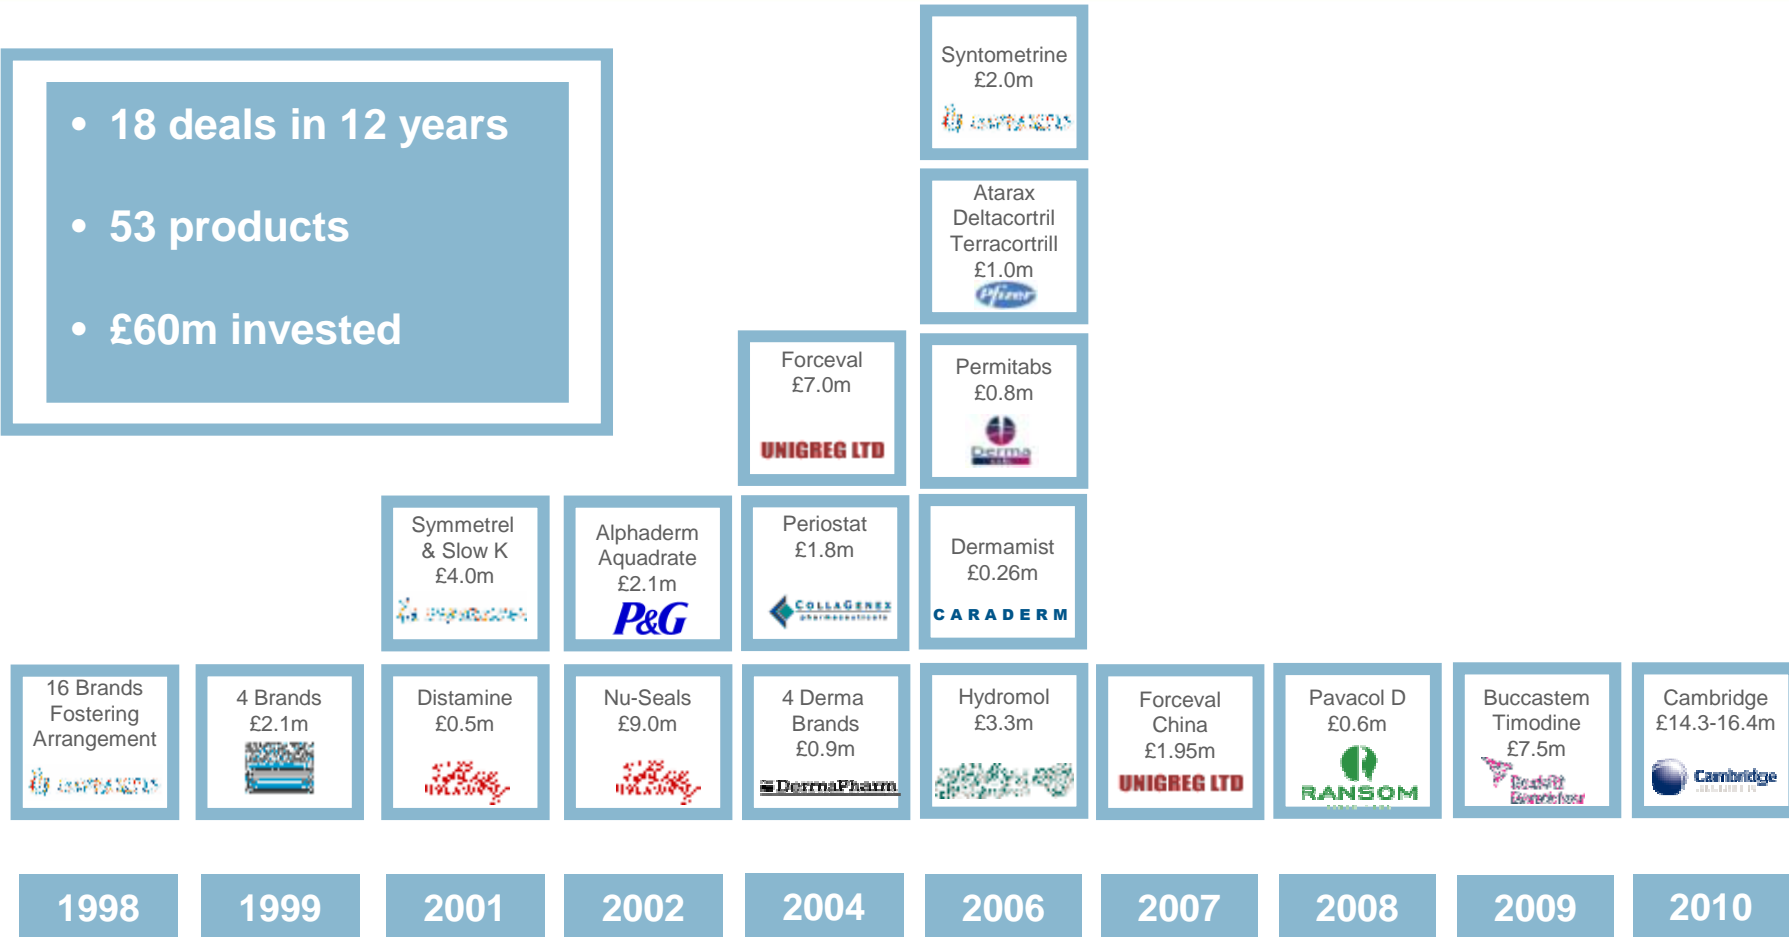 • 18 deals in 12 years
• 53 products
• £60m invested
Syntometrine
£2.0m
Atarax
Deltacortril
Terracortrill
£1.0m
Pfizer
Forceval
£7.0m
UNIGREG LTD
Permitabs
£0.8m
Derma
Symmetrel
& Slow K
£4.0m
Alphaderm
Aquadrate
£2.1m
P&G
Periostat
£1.8m
COLLAGENEX
pharmaceuticals
Dermamist
£0.26m
CARADERM
16 Brands
Fostering
Arrangement
4 Brands
£2.1m
Distamine
£0.5m
Nu-Seals
£9.0m
4 Derma
Brands
£0.9m
DermaPharm
Hydromol
£3.3m
Forceval
China
£1.95m
UNIGREG LTD
Pavacol D
£0.6m
RANSOM
Buccastem
Timodine
£7.5m
Cambridge
£14.3-16.4m
Cambridge
1998
1999
2001
2002
2004
2006
2007
2008
2009
2010